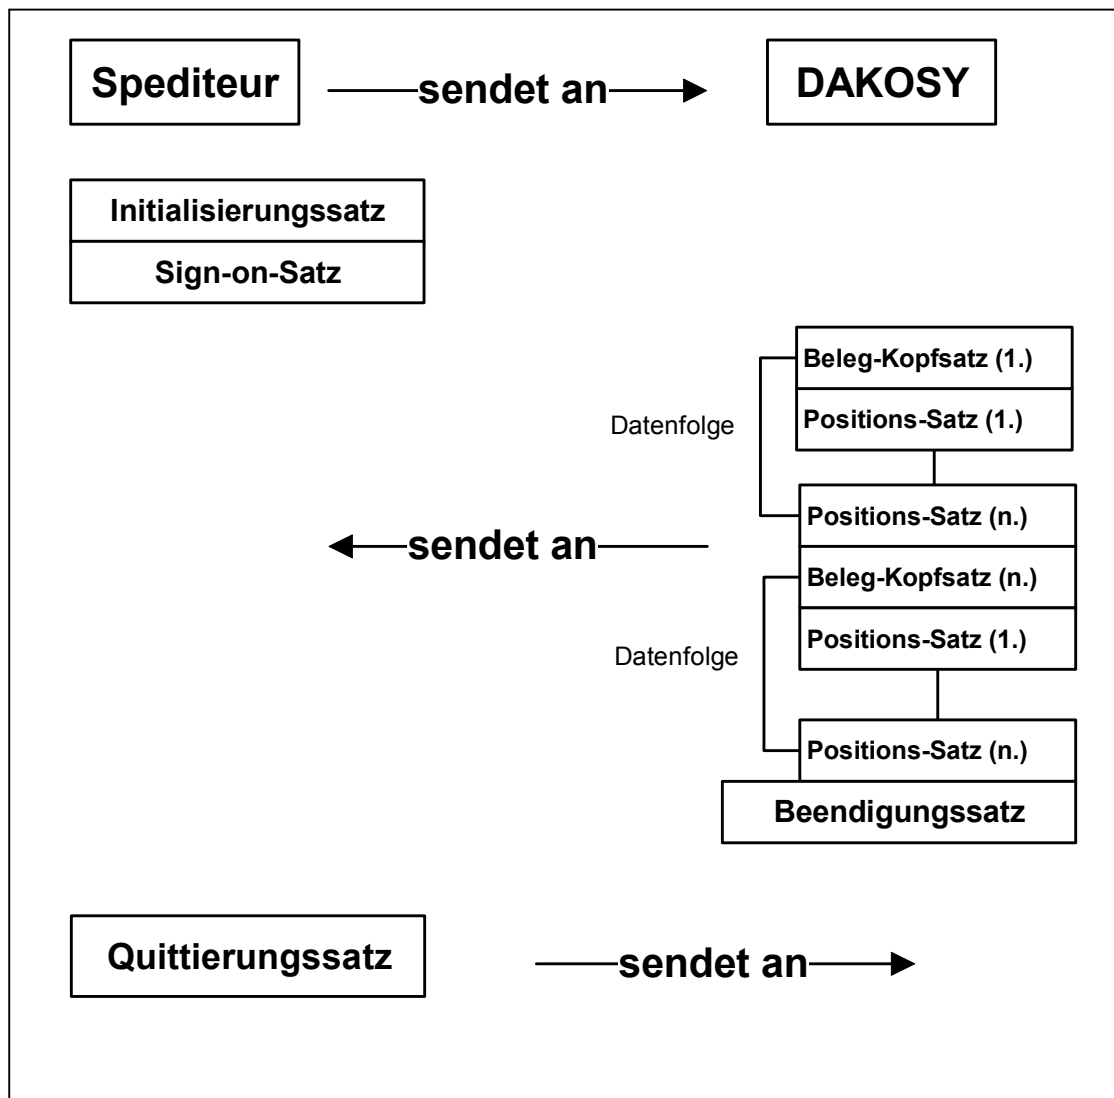 Spediteur
sendet an
DAKOSY
Initialisierungssatz
Sign-on-Satz
Beleg-Kopfsatz (1.)
Positions-Satz (1.)
Datenfolge
Positions-Satz (n.)
sendet an
Beleg-Kopfsatz (n.)
Positions-Satz (1.)
Datenfolge
Positions-Satz (n.)
Beendigungssatz
Quittierungssatz
sendet an